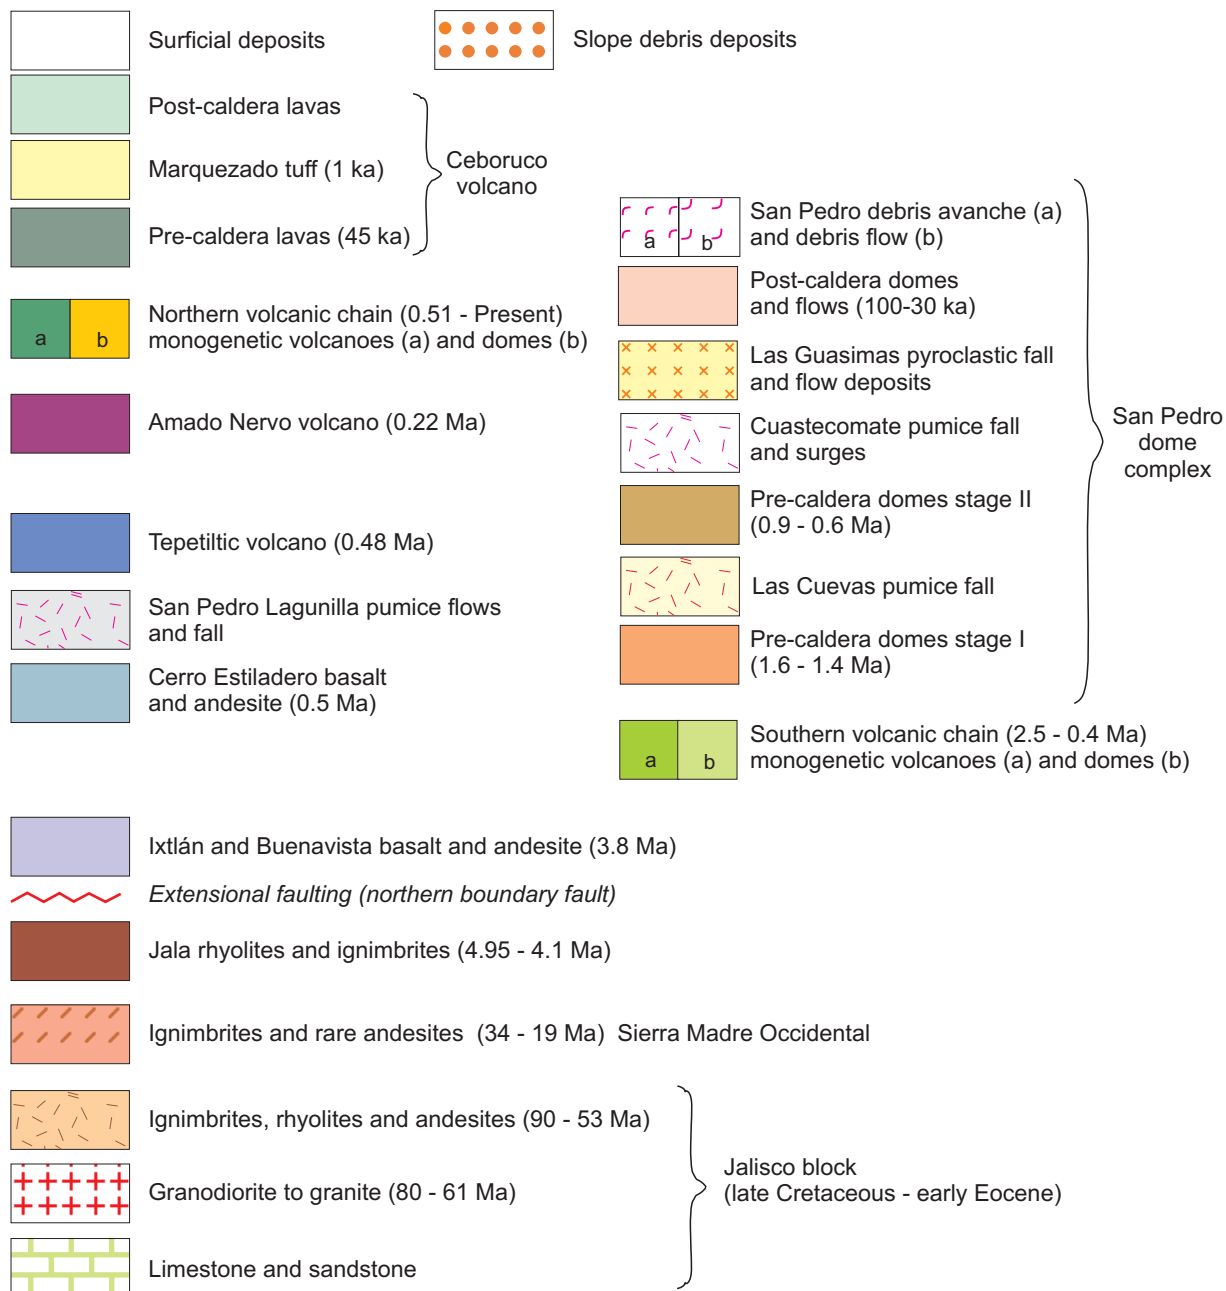 Surficial deposits
Slope debris deposits
Post-caldera lavas
Marquezado tuff (1 ka)
Pre-caldera lavas (45 ka)
Ceboruco
volcano
a b
Northern volcanic chain (0.51 - Present)
monogenetic volcanoes (a) and domes (b)
Amado Nervo volcano (0.22 Ma)
Tepetiltic volcano (0.48 Ma)
San Pedro Lagunilla pumice flows
and fall
Cerro Estiladero basalt
and andesite (0.5 Ma)
a b
San Pedro debris avanche (a)
and debris flow (b)
Post-caldera domes
and flows (100-30 ka)
Las Guasimas pyroclastic fall
and flow deposits
Cuastecomate pumice fall
and surges
Pre-caldera domes stage II
(0.9 - 0.6 Ma)
Las Cuevas pumice fall
Pre-caldera domes stage I
(1.6 - 1.4 Ma)
San Pedro
dome
complex
a b
Southern volcanic chain (2.5 - 0.4 Ma)
monogenetic volcanoes (a) and domes (b)
Ixtlán and Buenavista basalt and andesite (3.8 Ma)
Extensional faulting (northern boundary fault)
Jala rhyolites and ignimbrites (4.95 - 4.1 Ma)
Ignimbrites and rare andesites (34 - 19 Ma) Sierra Madre Occidental
Ignimbrites, rhyolites and andesites (90 - 53 Ma)
Granodiorite to granite (80 - 61 Ma)
Limestone and sandstone
Jalisco block
(late Cretaceous - early Eocene)